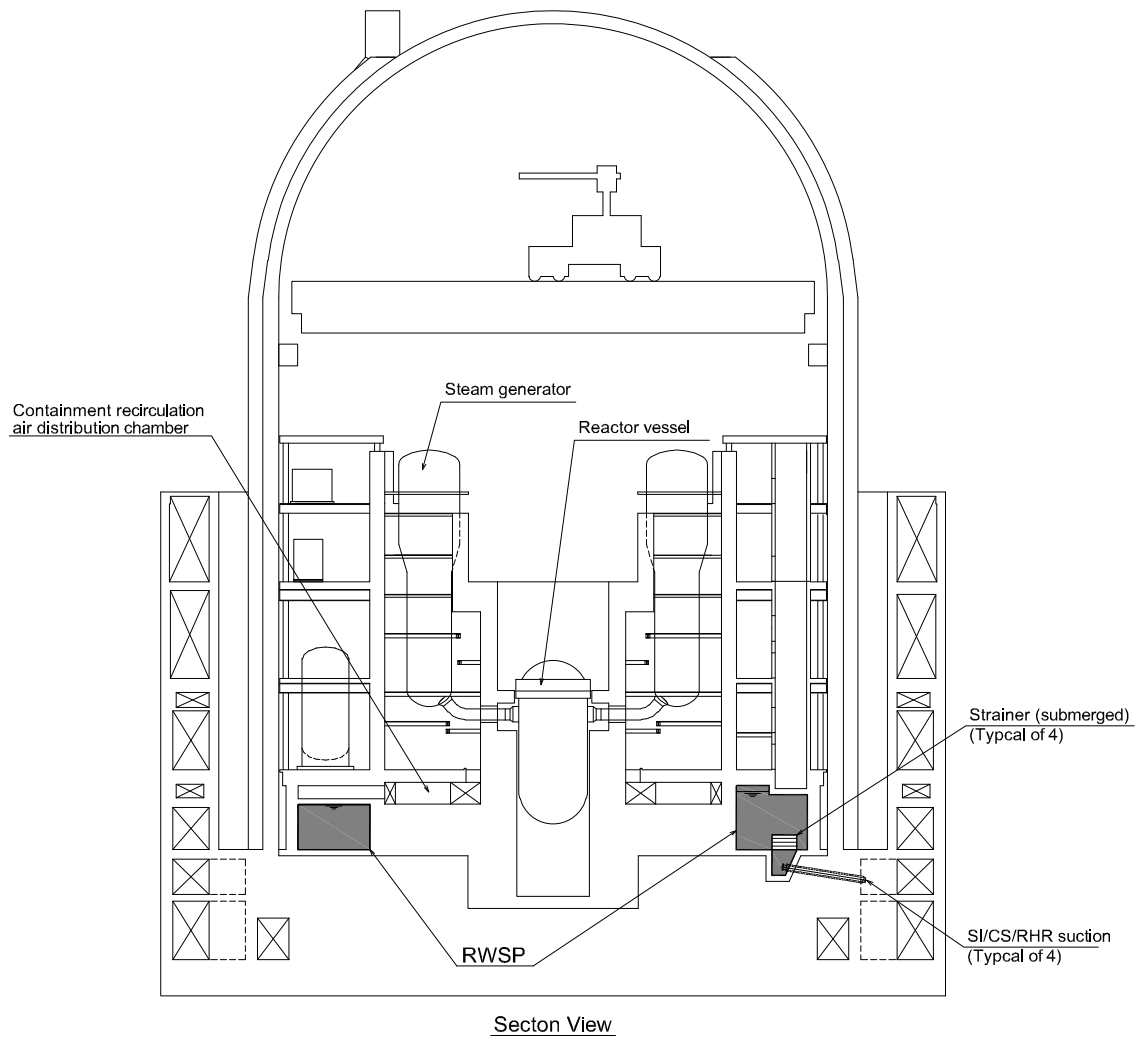 Steam generator
Containment recirculation
air distribution chamber
Reactor vessel
Strainer (submerged)
(Typcal of 4)
RWSP
SI/CS/RHR suction
(Typcal of 4)
Secton View